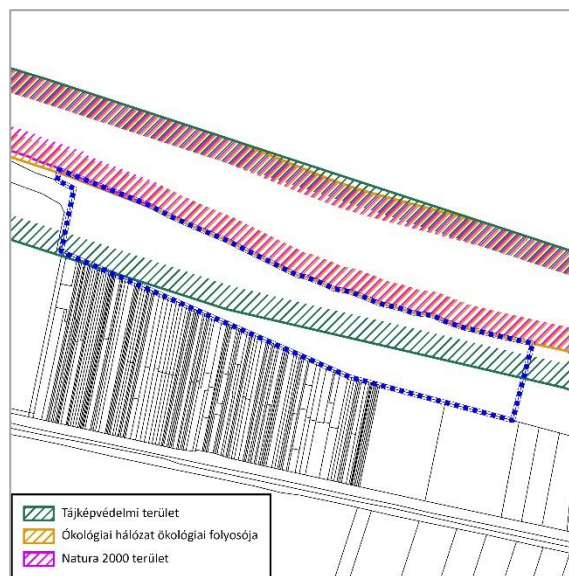 Tájképvédelmi terület
Ökológiai hálózat ökológiai folyosója
Natura 2000 terület